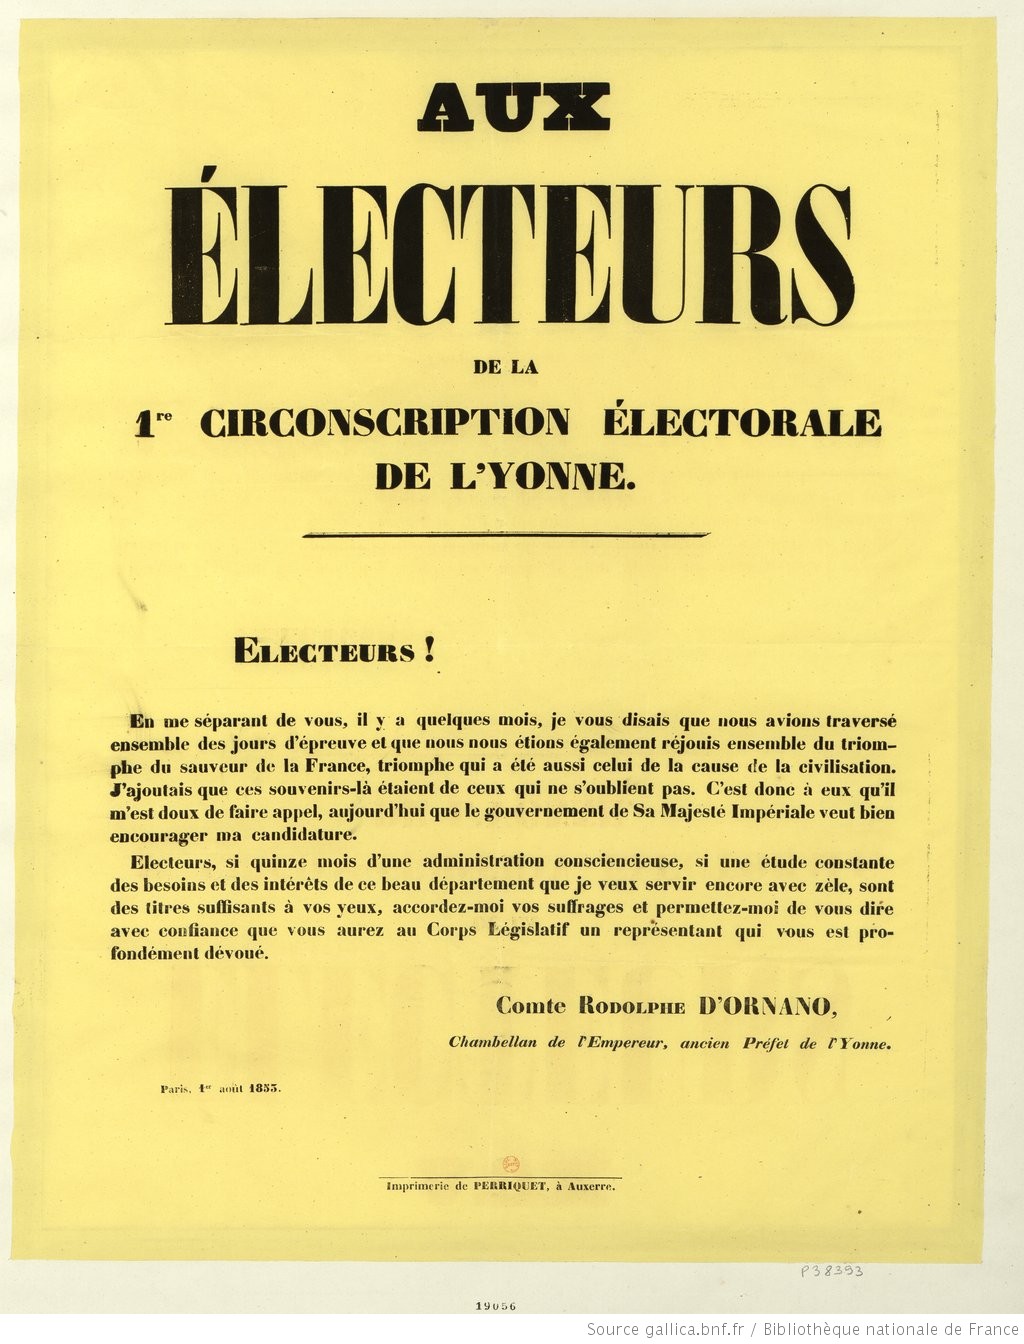 AUX
ÉLECTEURS
DE LA
1re CIRCONSCRIPTION ÉLECTORALE
DE L'YONNE.
ELECTEURS !
En me séparant de vous, il y a quelques mois, je vous disais que nous avions traversé
ensemble des jours d'épreuve et que nous nous étions également réjouis ensemble du triom-
phe du sauveur de la France, triomphe qui a été aussi celui de la cause de la civilisation.
J'ajoutais que ces souvenirs-là étaient de ceux qui ne s'oublient pas. C'est donc à eux qu'il
m'est doux de faire appel, aujourd'hui que le gouvernement de Sa Majesté Impériale veut bien
encourager ma candidature.
Electeurs, si quinze mois d'une administration consciencieuse, si une étude constante
des besoins et des intérêts de ce beau département que je veux servir encore avec zèle, sont
des titres suffisants à vos yeux, accordez-moi vos suffrages et permettez-moi de vous dire
avec confiance que vous aurez au Corps Législatif un représentant qui vous est pro-
fondément dévoué.
Comte RODOLPHE D'ORNANO,
Chambellan de l'Empereur, ancien Préfet de l'Yonne.
Paris, 1er août 1853.
Imprimerie de PERRIQUET, à Auxerre.
P38393
19056
Source gallica.bnf.fr / Bibliothèque nationale de France